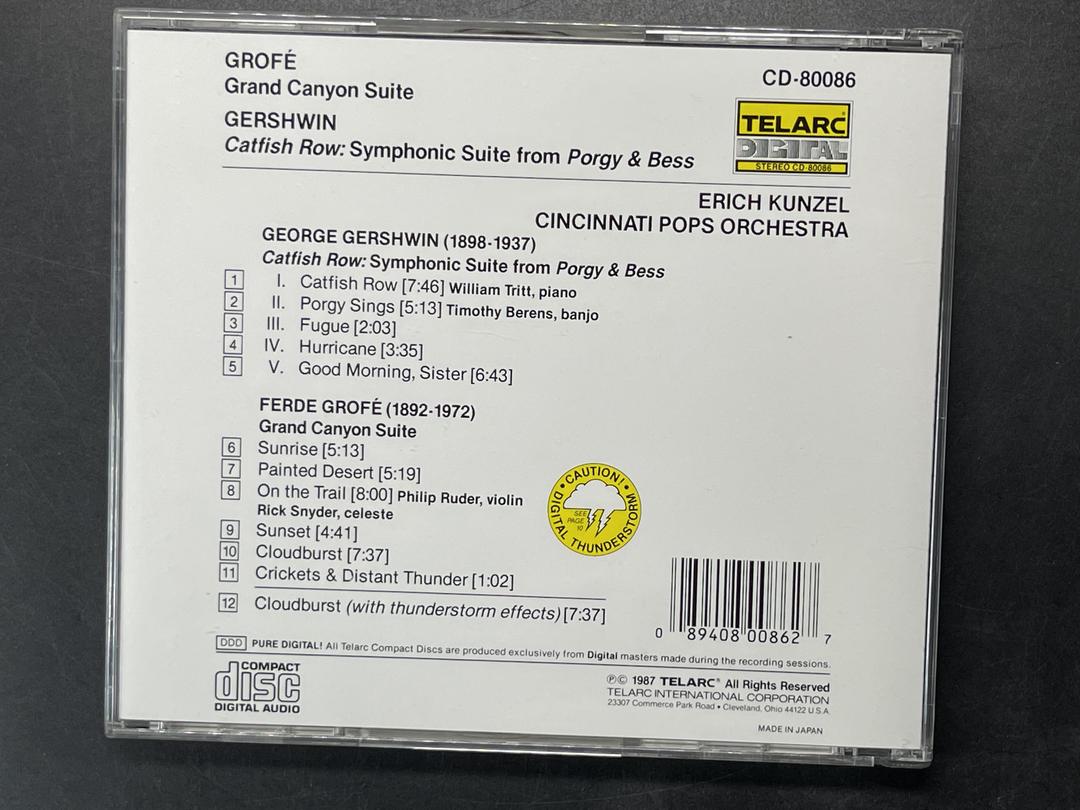 GROFÉ
Grand Canyon Suite
GERSHWIN
Catfish Row: Symphonic Suite from Porgy & Bess
CD-80086
TELARC®
DIGITAL
STEREO CD-80086
ERICH KUNZEL
CINCINNATI POPS ORCHESTRA
GEORGE GERSHWIN (1898-1937)
Catfish Row: Symphonic Suite from Porgy & Bess
1 I. Catfish Row [7:46] William Tritt, piano
2 II. Porgy Sings [5:13] Timothy Berens, banjo
3 III. Fugue [2:03]
4 IV. Hurricane [3:35]
5 V. Good Morning, Sister [6:43]
FERDE GROFÉ (1892-1972)
Grand Canyon Suite
6 Sunrise [5:13]
7 Painted Desert [5:19]
8 On the Trail [8:00] Philip Ruder, violin
Rick Snyder, celeste
9 Sunset [4:41]
10 Cloudburst [7:37]
11 Crickets & Distant Thunder [1:02]
12 Cloudburst (with thunderstorm effects) [7:37]
• CAUTION! •
DIGITAL THUNDERSTORM
SEE
PAGE
10
0 89408 00862 7
DDD PURE DIGITAL! All Telarc Compact Discs are produced exclusively from Digital masters made during the recording sessions.
COMPACT
disc
DIGITAL AUDIO
℗© 1987 TELARC® All Rights Reserved
TELARC INTERNATIONAL CORPORATION
23307 Commerce Park Road • Cleveland, Ohio 44122 U.S.A.
MADE IN JAPAN